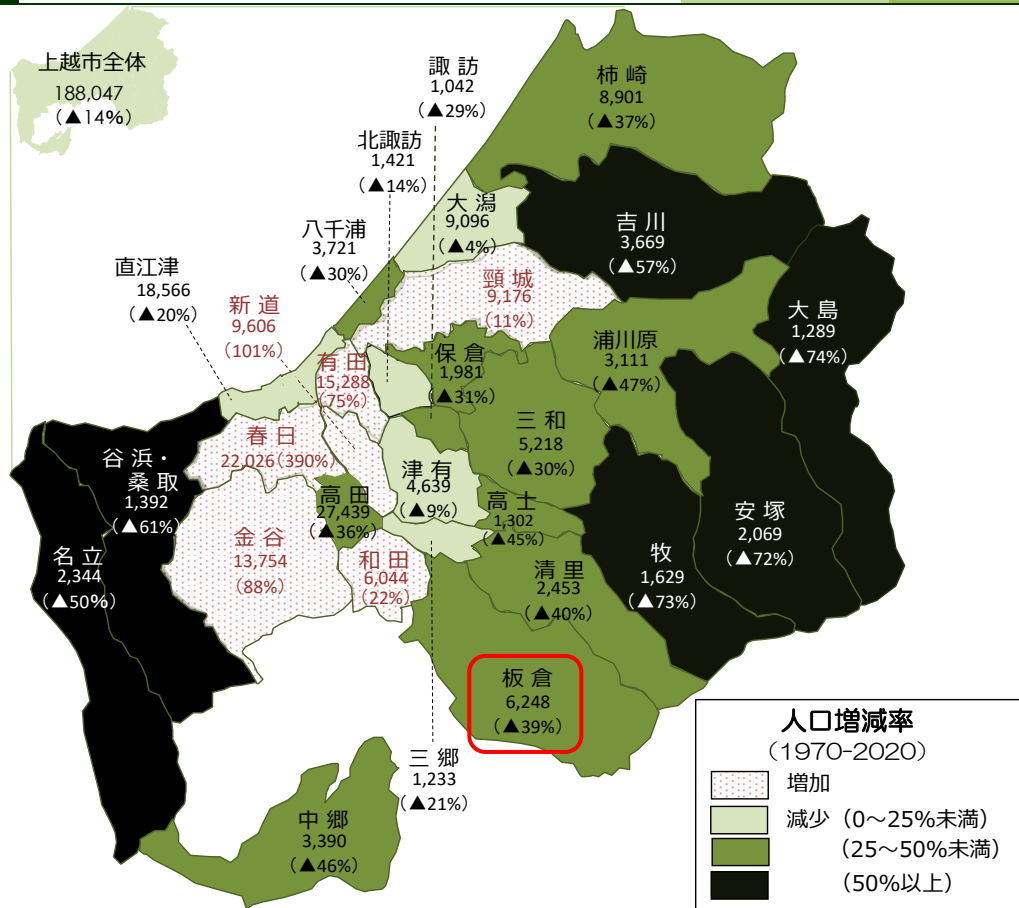 上越市全体
188,047
(▲14%)
諏訪
1,042
(▲29%)
柿崎
8,901
(▲37%)
北諏訪
1,421
(▲14%)
大潟
9,096
(▲4%)
吉川
3,669
(△57%)
八千浦
3,721
(▲30%)
直江津
18,566
(▲20%)
新道
9,606
(101%)
頸城
9,176
(11%)
大島
1,289
(△74%)
有田
15,288
(75%)
保倉
1,981
(▲31%)
浦川原
3,111
(▲47%)
三和
5,218
(▲30%)
春日
22,026(390%)
谷浜・
桑取
1,392
(△61%)
津有
4,639
(▲9%)
高田
27,439
(▲36%)
高士
1,302
(▲45%)
安塚
2,069
(△72%)
金谷
13,754
(88%)
名立
2,344
(△50%)
和田
6,044
(22%)
清里
2,453
(▲40%)
牧
1,629
(△73%)
板倉
6,248
(▲39%)
三郷
1,233
(▲21%)
中郷
3,390
(▲46%)
人口増減率
(1970-2020)
増加
減少(0~25%未満)
(25~50%未満)
(50%以上)